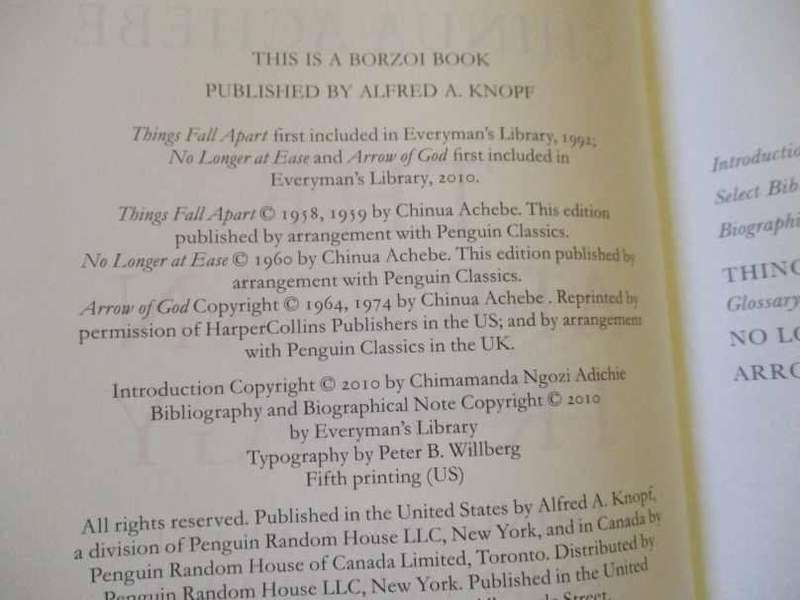 THIS IS A BORZOI BOOK
PUBLISHED BY ALFRED A. KNOPF
Things Fall Apart first included in Everyman's Library, 1992;
No Longer at Ease and Arrow of God first included in
Everyman's Library, 2010.
Things Fall Apart © 1958, 1959 by Chinua Achebe. This edition
published by arrangement with Penguin Classics.
No Longer at Ease © 1960 by Chinua Achebe. This edition published by
arrangement with Penguin Classics.
Arrow of God Copyright © 1964, 1974 by Chinua Achebe . Reprinted by
permission of HarperCollins Publishers in the US; and by arrangement
with Penguin Classics in the UK.
Introduction Copyright © 2010 by Chimamanda Ngozi Adichie
Bibliography and Biographical Note Copyright © 2010
by Everyman's Library
Typography by Peter B. Willberg
Fifth printing (US)
All rights reserved. Published in the United States by Alfred A. Knopf,
a division of Penguin Random House LLC, New York, and in Canada by
Penguin Random House of Canada Limited, Toronto. Distributed by
Penguin Random House LLC, New York. Published in the United
Street,
Introductio
Select Bib
Biographi
THING
Glossary
NO LO
ARRO